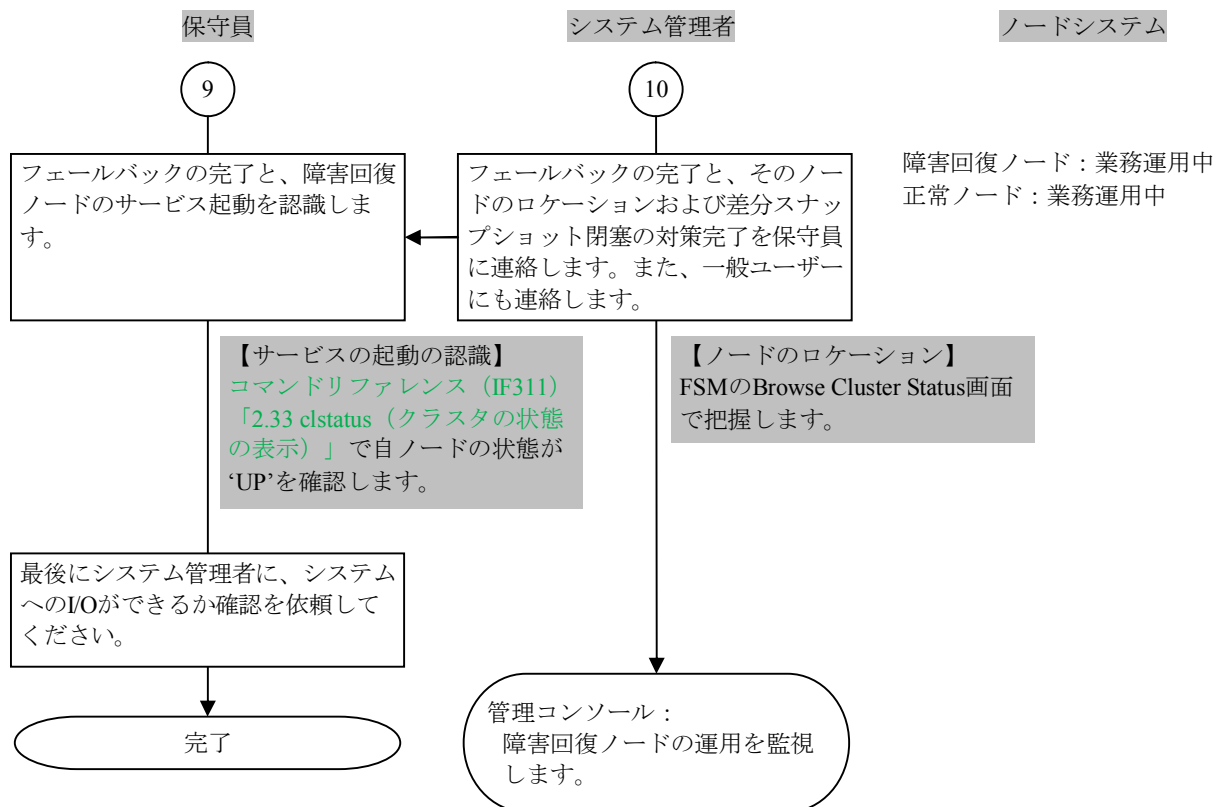 保守員
システム管理者
ノードシステム
9
10
フェールバックの完了と、障害回復
ノードのサービス起動を認識しま
す。
フェールバックの完了と、そのノー
ドのロケーションおよび差分スナッ
プショット閉塞の対策完了を保守員
に連絡します。また、一般ユーザー
にも連絡します。
障害回復ノード：業務運用中
正常ノード：業務運用中
【サービスの起動の認識】
コマンドリファレンス（IF311）
「2.33 clstatus（クラスタの状態
の表示）」で自ノードの状態が
‘UP’を確認します。
【ノードのロケーション】
FSMのBrowse Cluster Status画面
で把握します。
最後にシステム管理者に、システム
へのI/Oができるか確認を依頼して
ください。
完了
管理コンソール：
障害回復ノードの運用を監視
します。